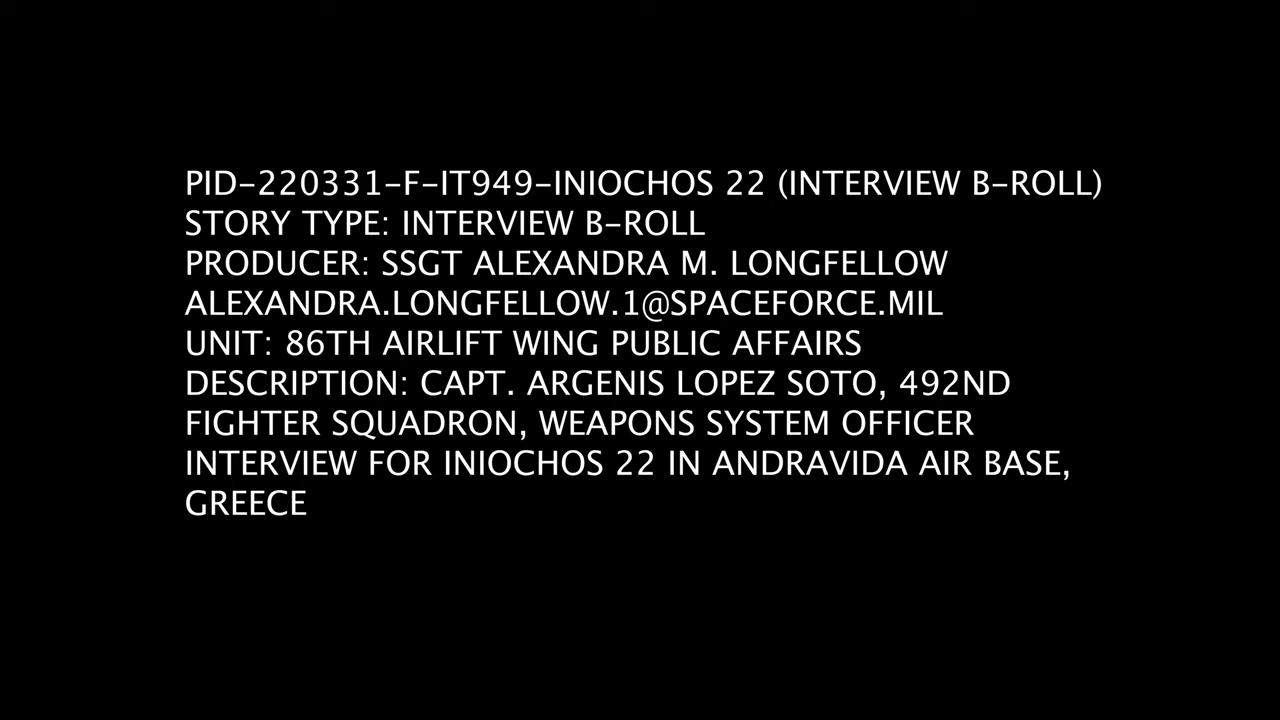 PID-220331-F-IT949-INIOCHOS 22 (INTERVIEW B-ROLL)
STORY TYPE: INTERVIEW B-ROLL
PRODUCER: SSGT ALEXANDRA M. LONGFELLOW
ALEXANDRA.LONGFELLOW.1@SPACEFORCE.MIL
UNIT: 86TH AIRLIFT WING PUBLIC AFFAIRS
DESCRIPTION: CAPT. ARGENIS LOPEZ SOTO, 492ND
FIGHTER SQUADRON, WEAPONS SYSTEM OFFICER
INTERVIEW FOR INIOCHOS 22 IN ANDRAVIDA AIR BASE,
GREECE